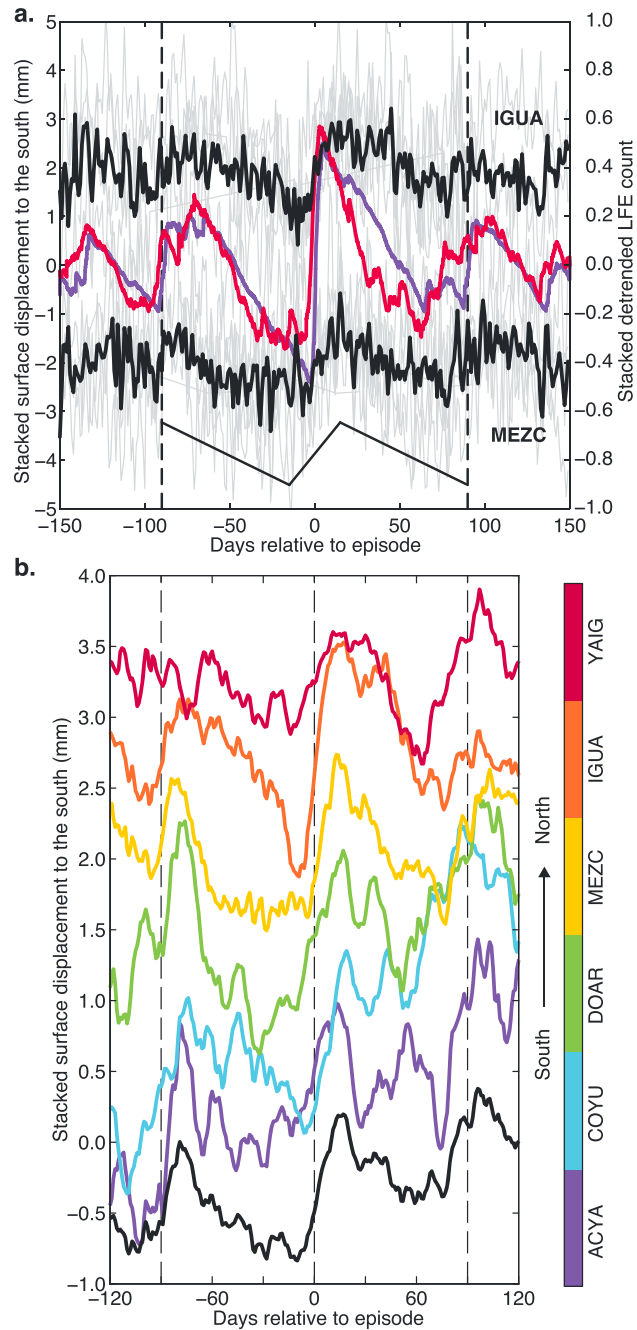 a.
Stacked surface displacement to the south (mm)
5
4
3
2
1
0
−1
−2
−3
−4
−5
IGUA
MEZC
1.0
0.8
0.6
0.4
0.2
0.0
−0.2
−0.4
−0.6
−0.8
−1.0
Stacked detrended LFE count
−150
−100
−50
0
50
100
150
Days relative to episode
b.
Stacked surface displacement to the south (mm)
4.0
3.5
3.0
2.5
2.0
1.5
1.0
0.5
0.0
−0.5
−1.0
−120
−60
0
60
120
Days relative to episode
North
South
YAIG
IGUA
MEZC
DOAR
COYU
ACYA